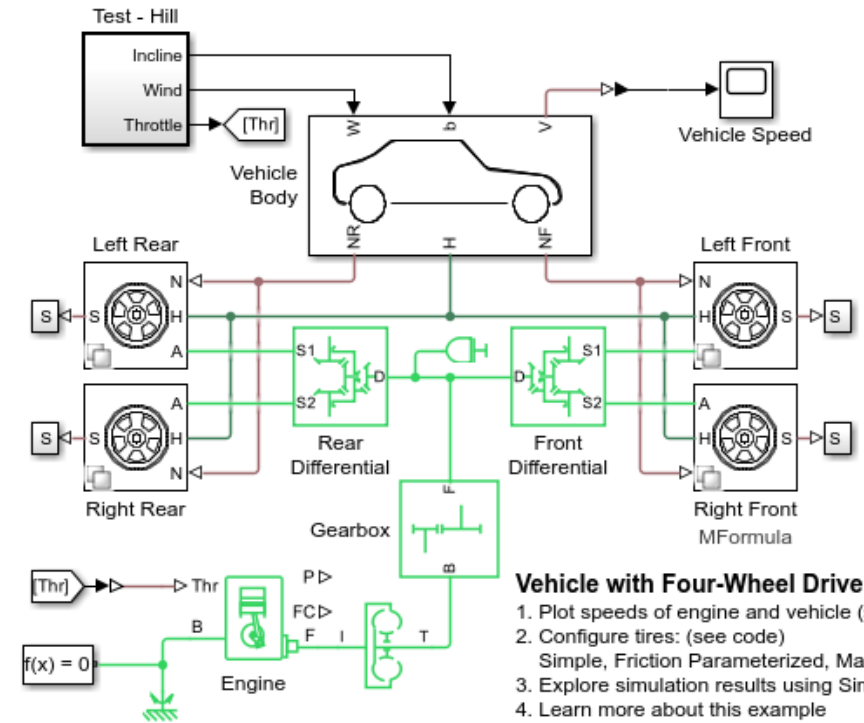 Test - Hill
Incline
Wind
Throttle
[Thr]
W
b
V
Vehicle Speed
Vehicle
Body
NR
H
NF
Left Rear
Left Front
N
N
S
S
H
H
S
S
A
S1
D
D
S1
A
S2
S2
A
S
S
H
H
S
S
N
Rear
Differential
Front
Differential
F
Right Rear
Gearbox
Right Front
MFormula
B
[Thr]
Thr
P
FC
B
F
I
T
f(x) = 0
Engine
Vehicle with Four-Wheel Drive
1. Plot speeds of engine and vehicle (
2. Configure tires: (see code)
Simple, Friction Parameterized, Ma
3. Explore simulation results using Sir
4. Learn more about this example